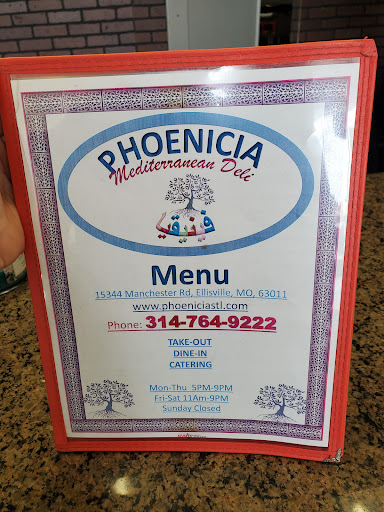 PHOENICIA
Mediterranean Deli
فينيقيا
Menu
15344 Manchester Rd, Ellisville, MO, 63011
www.phoeniciastl.com
Phone: 314-764-9222
TAKE-OUT
DINE-IN
CATERING
Mon-Thu 5PM-9PM
Fri-Sat 11Am-9PM
Sunday Closed